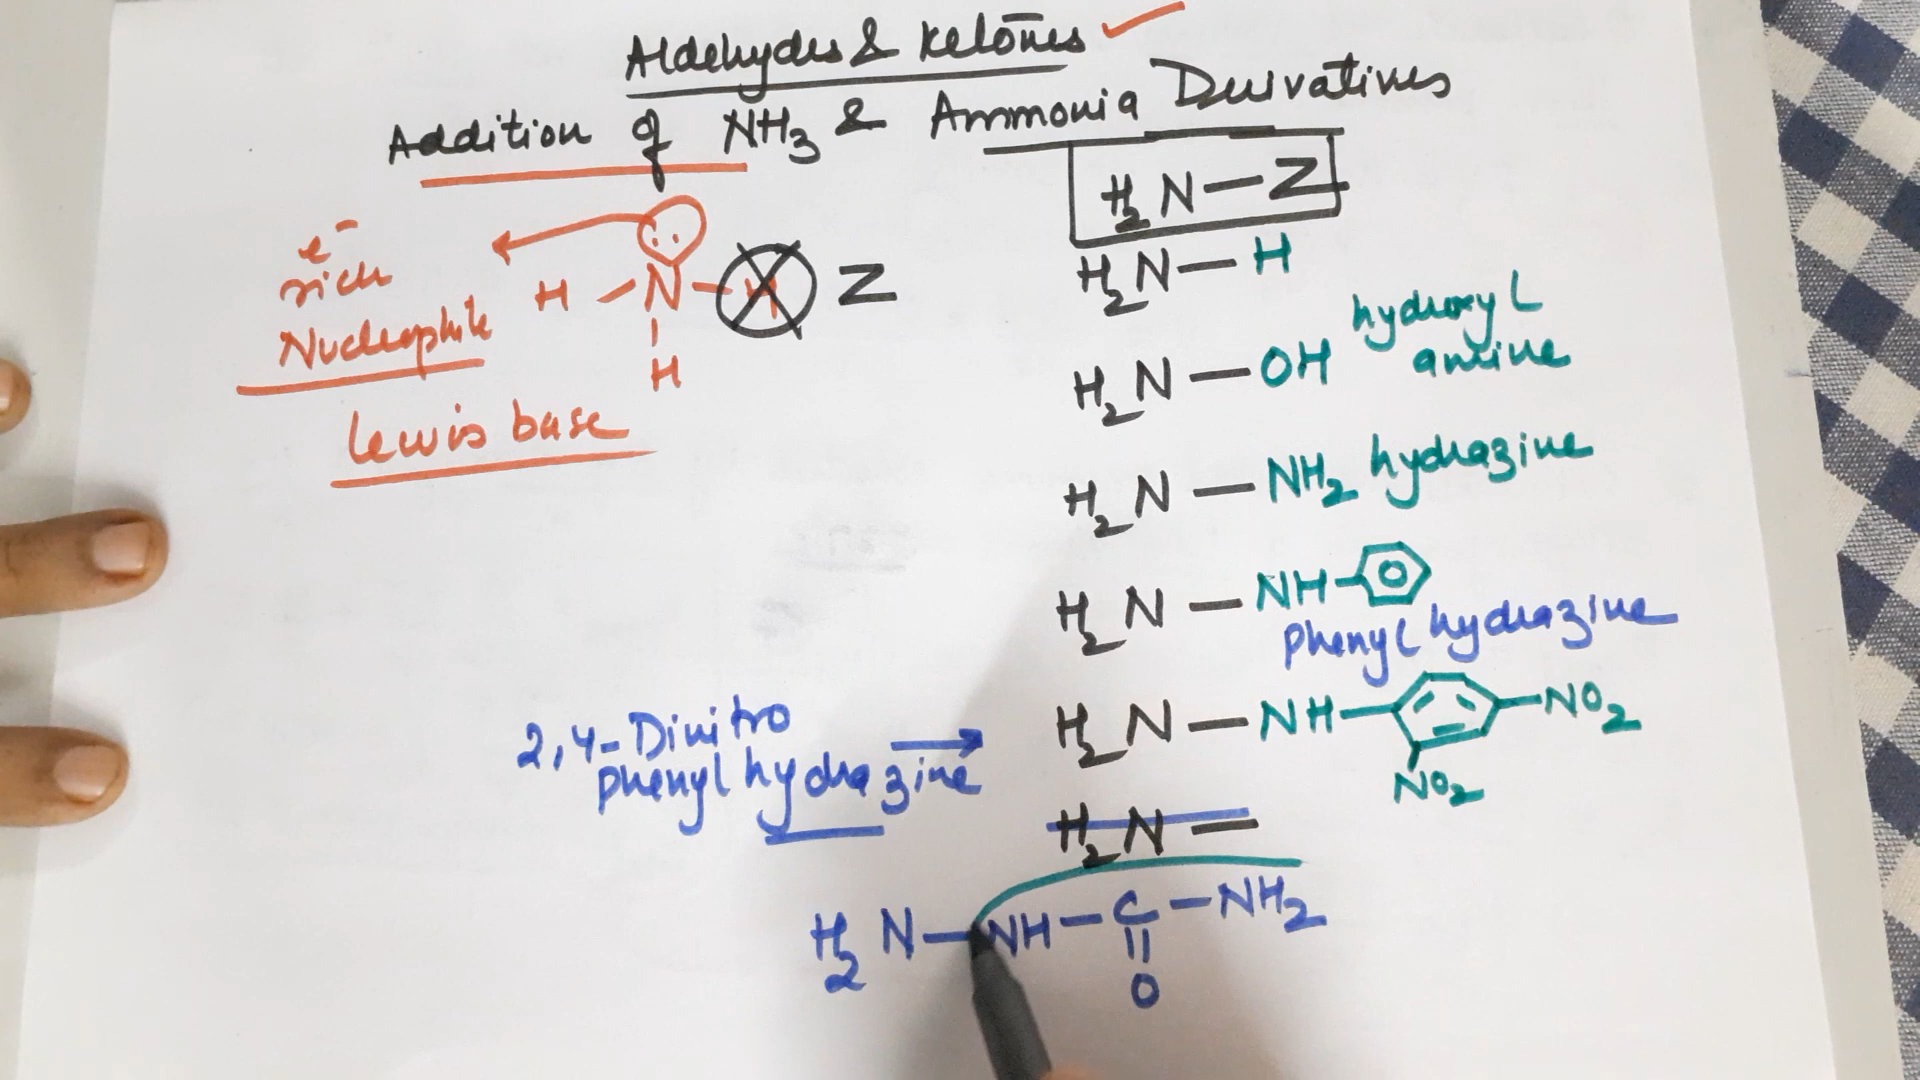 Aldehydes & Ketones ✓
Addition of NH3 & Ammonia Derivatives
H2N—Z
e-
rich
Nucleophile
Lewis base
H — N̈ — H Z
H
H2N—H
H2N—OH hydroxyl
amine
H2N—NH2 hydrazine
H2N—NH—
Phenyl hydrazine
2,4-Dinitro
phenyl hydrazine →
H2N—NH— —NO2
NO2
H2N—
H2N—NH—C—NH2
||
O